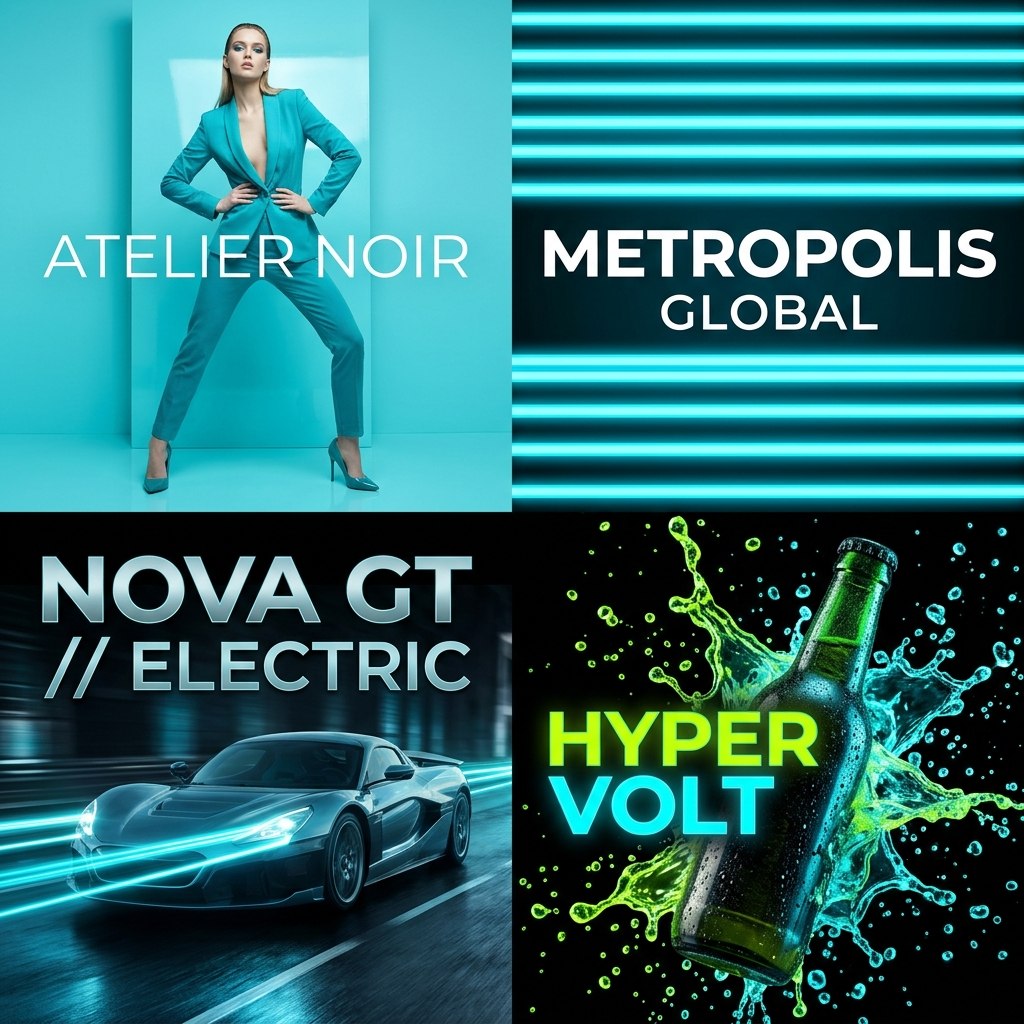 ATELIER NOIR
METROPOLIS
GLOBAL
NOVA GT
// ELECTRIC
HYPER
VOLT